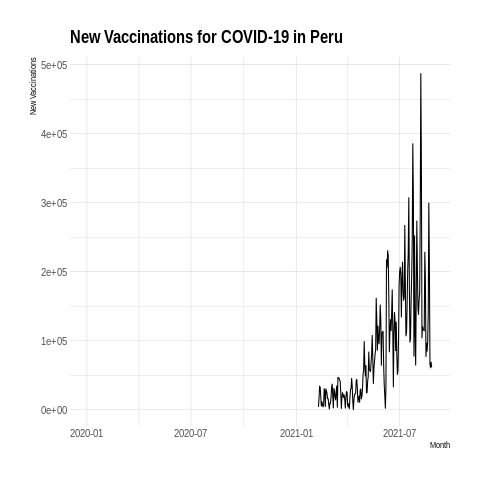 New Vaccinations for COVID-19 in Peru
New Vaccinations
5e+05
4e+05
3e+05
2e+05
1e+05
0e+00
2020-01 2020-07 2021-01 2021-07
Month